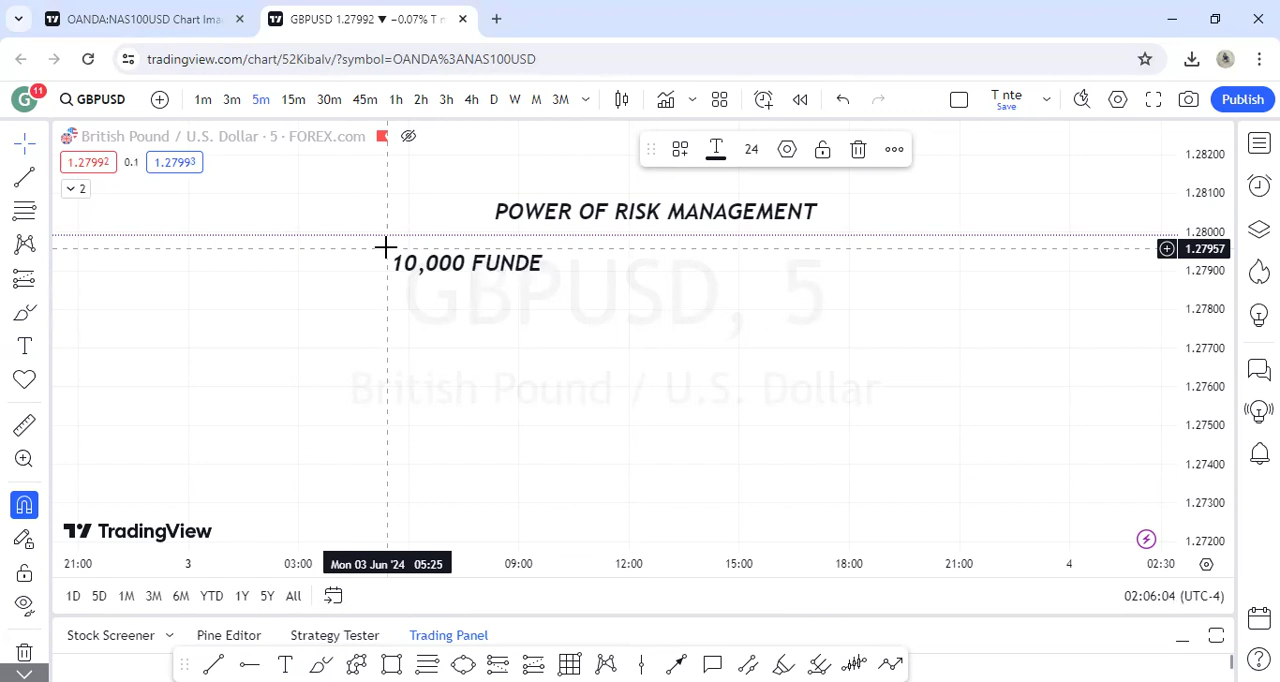 OANDA:NAS100USD Chart Ima
GBPUSD 1.27992 ▼ −0.07% T n
tradingview.com/chart/52Kibalv/?symbol=OANDA%3ANAS100USD
G 11 GBPUSD 1m 3m 5m 15m 30m 45m 1h 2h 3h 4h D W M 3M T nte Save Publish
British Pound / U.S. Dollar · 5 · FOREX.com
1.27992 0.1 1.27993
2
24
POWER OF RISK MANAGEMENT
10,000 FUNDE
GBPUSD, 5
British Pound / U.S. Dollar
1.28200
1.28100
1.28000
1.27957
1.27900
1.27800
1.27700
1.27600
1.27500
1.27400
1.27300
1.27200
TradingView
21:00 3 03:00 Mon 03 Jun '24 05:25 09:00 12:00 15:00 18:00 21:00 4 02:30
1D 5D 1M 3M 6M YTD 1Y 5Y All 02:06:04 (UTC-4)
Stock Screener Pine Editor Strategy Tester Trading Panel